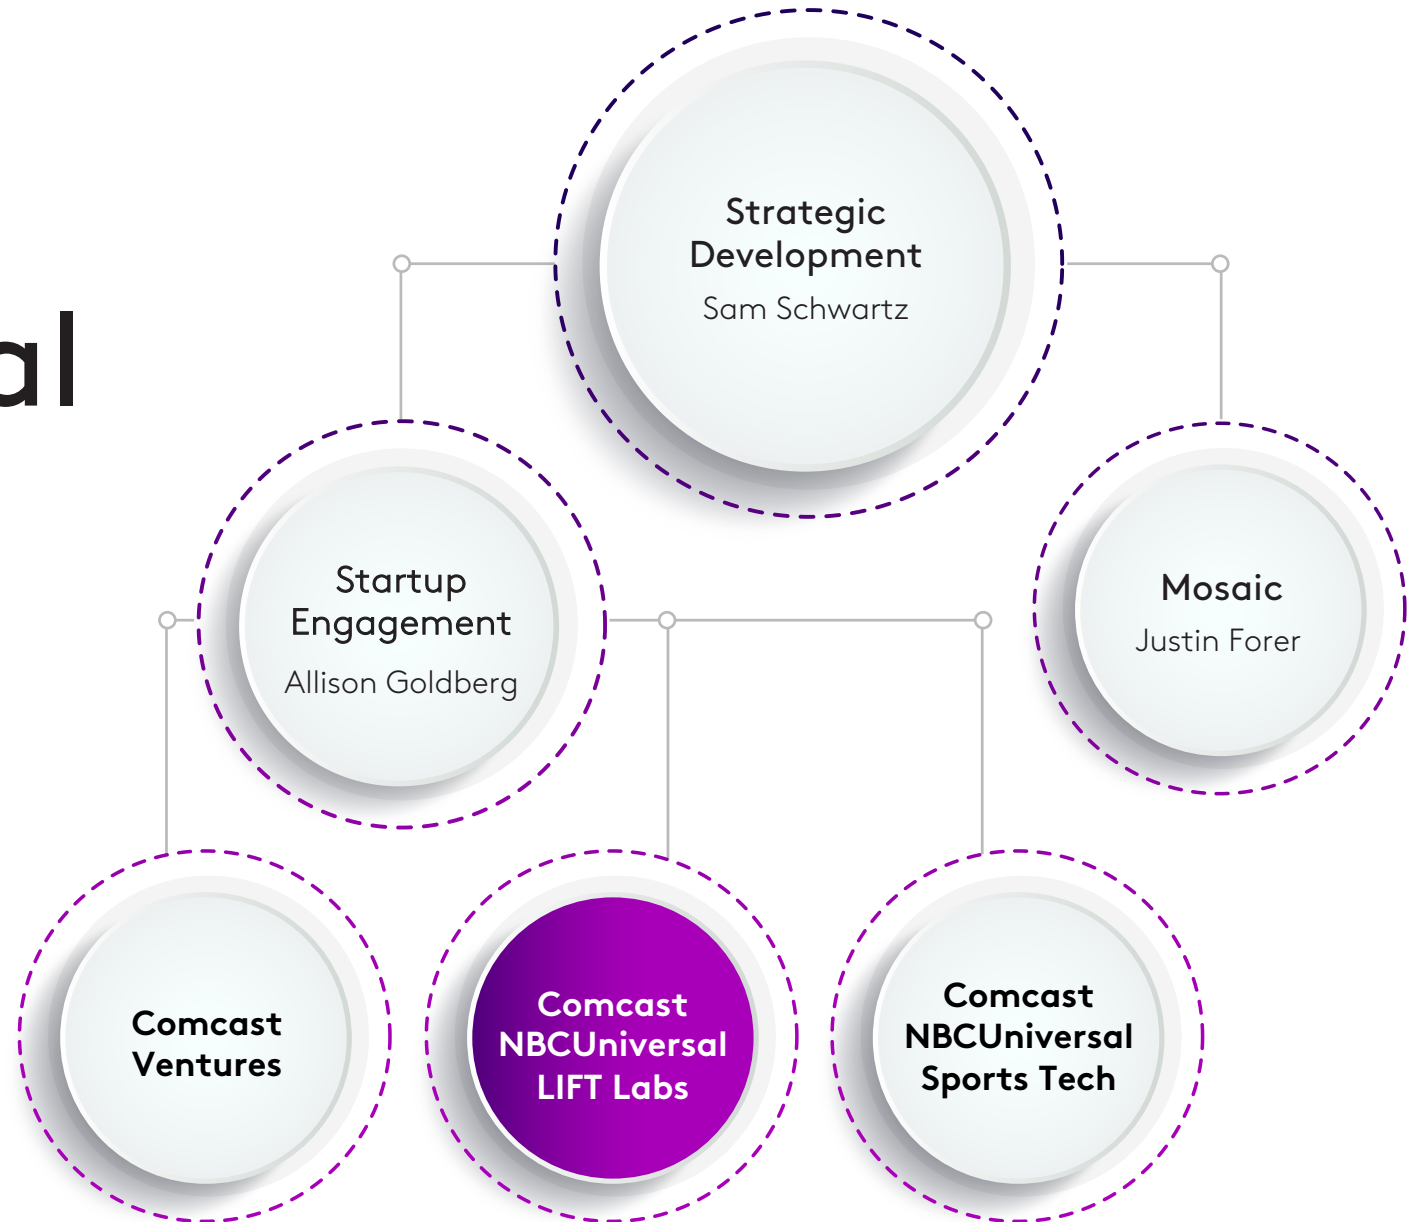 Strategic
Development
Sam Schwartz
al
Startup
Engagement
Allison Goldberg
Mosaic
Justin Forer
Comcast
Ventures
Comcast
NBCUniversal
LIFT Labs
Comcast
NBCUniversal
Sports Tech